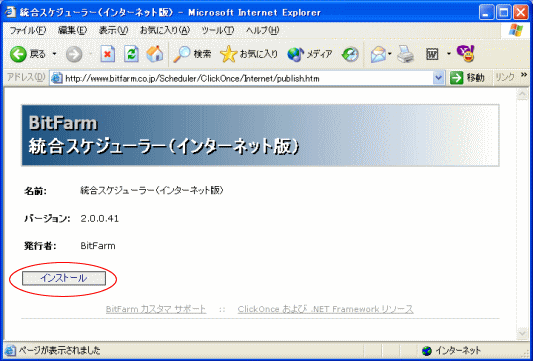 統合スケジューラー(インターネット版) - Microsoft Internet Explorer
ファイル(F) 編集(E) 表示(V) お気に入り(A) ツール(T) ヘルプ(H)
戻る 検索 お気に入り メディア
アドレス(D) http://www.bitfarm.co.jp/Scheduler/ClickOnce/Internet/publish.htm 移動 リンク »
BitFarm
統合スケジューラー(インターネット版)
名前: 統合スケジューラー(インターネット版)
バージョン: 2.0.0.41
発行者: BitFarm
インストール
BitFarm カスタマ サポート :: ClickOnce および .NET Framework リソース
ページが表示されました インターネット